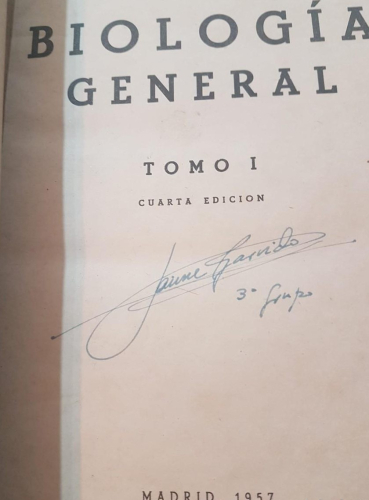 BIOLOGÍA
GENERAL
TOMO I
CUARTA EDICION
Jaime Garrido
3º Grupo
MADRID, 1957